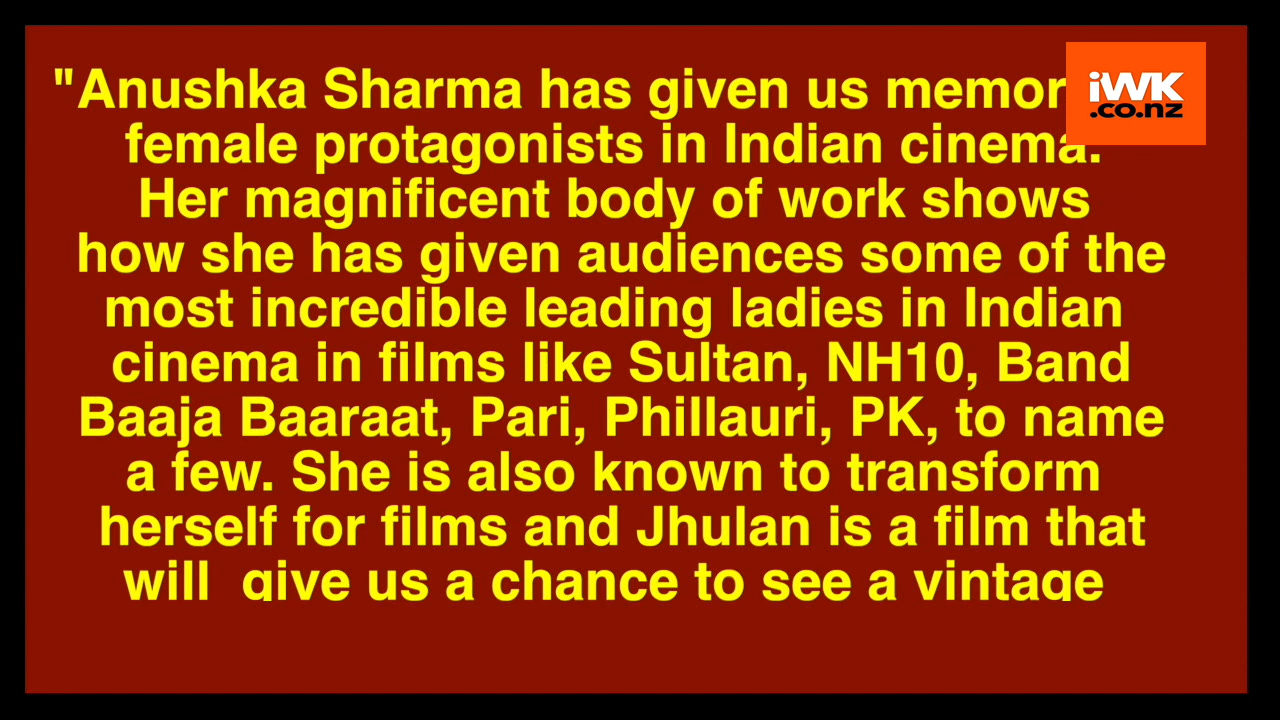 "Anushka Sharma has given us memor
female protagonists in Indian cinema.
Her magnificent body of work shows
how she has given audiences some of the
most incredible leading ladies in Indian
cinema in films like Sultan, NH10, Band
Baaja Baaraat, Pari, Phillauri, PK, to name
a few. She is also known to transform
herself for films and Jhulan is a film that
will  give us a chance to see a vintage
iWK
.co.nz